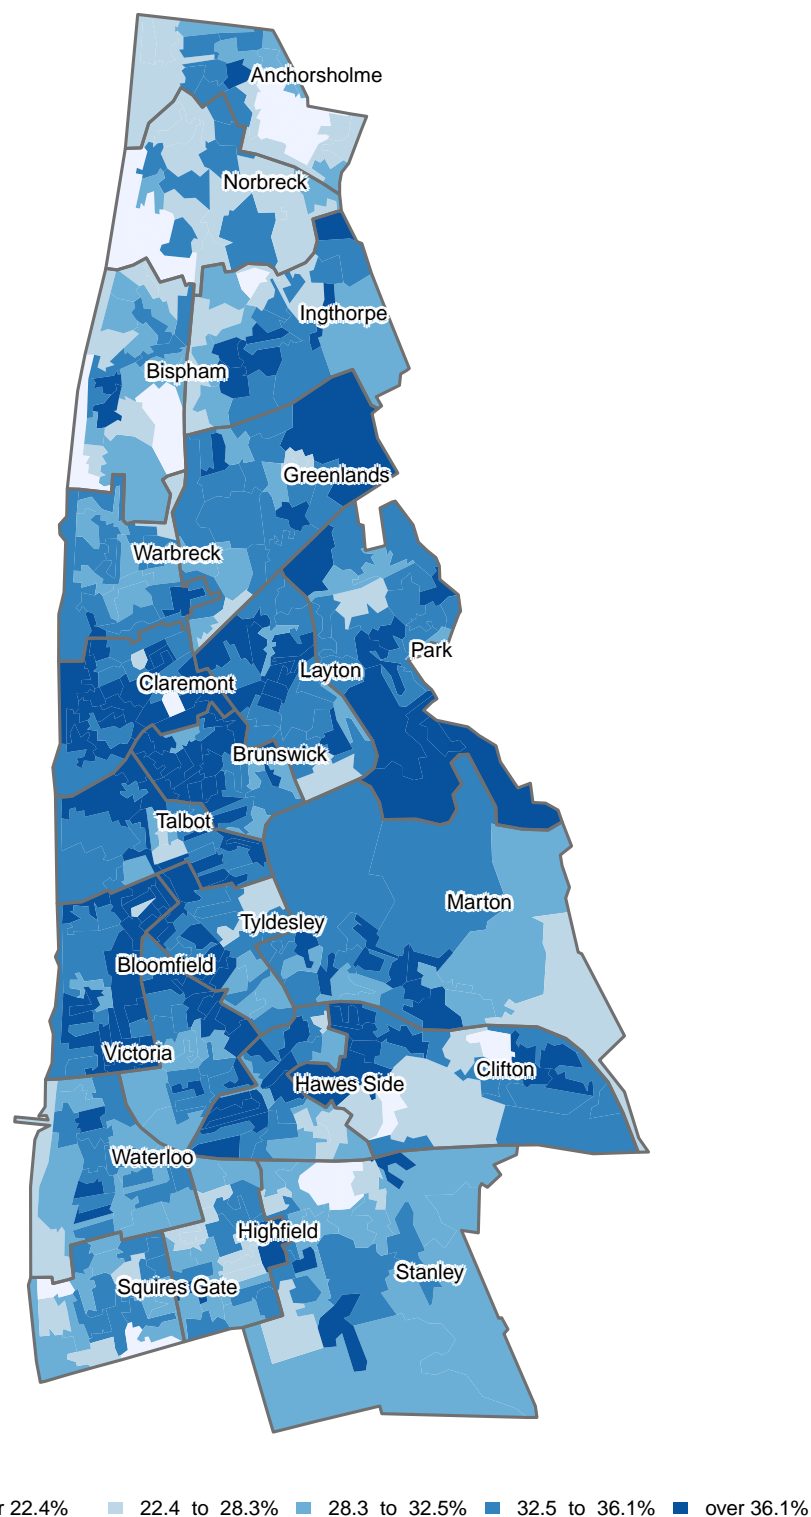 Anchorsholme
Norbreck
Ingthorpe
Bispham
Greenlands
Warbreck
Park
Layton
Claremont
Brunswick
Talbot
Marton
Tyldesley
Bloomfield
Victoria
Clifton
Hawes Side
Waterloo
Highfield
Stanley
Squires Gate
r 22.4% 22.4 to 28.3% 28.3 to 32.5% 32.5 to 36.1% over 36.1%